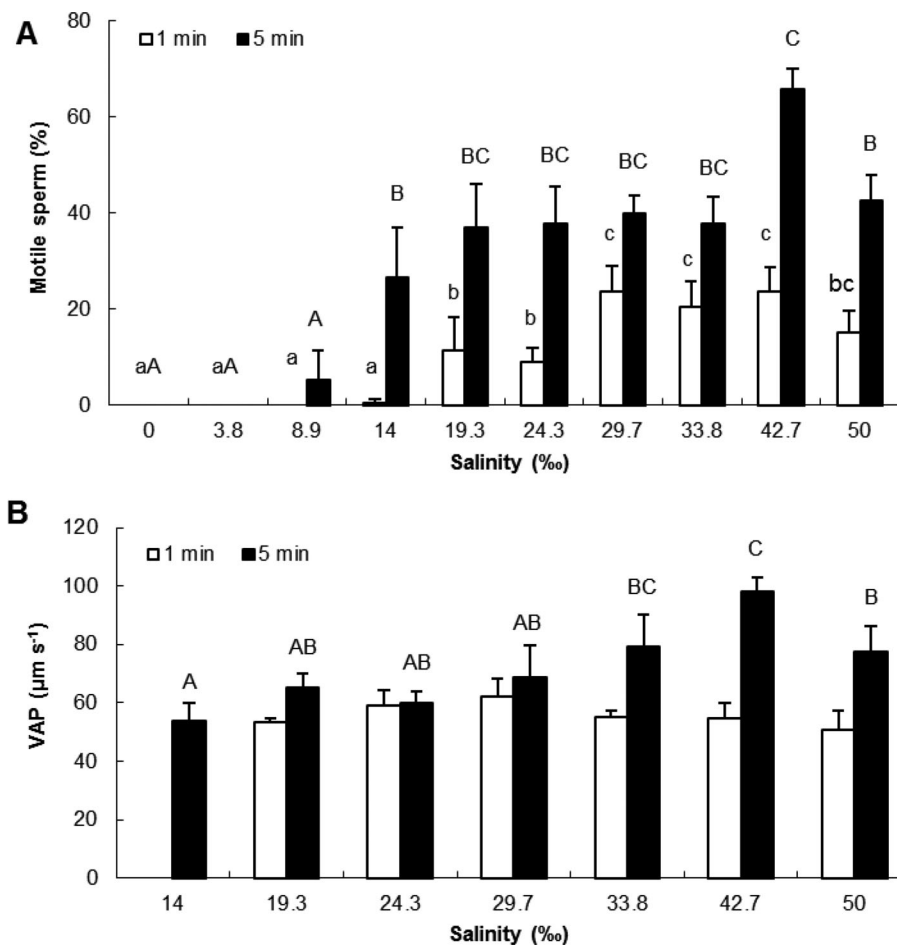 A
1 min 5 min
80
60
40
20
0
Motile sperm (%)
aA aA a A a B b BC b BC c BC c BC c C bc B
0 3.8 8.9 14 19.3 24.3 29.7 33.8 42.7 50
Salinity (‰)
B
1 min 5 min
120
100
80
60
40
20
0
VAP (µm s⁻¹)
A AB AB AB BC C B
14 19.3 24.3 29.7 33.8 42.7 50
Salinity (‰)